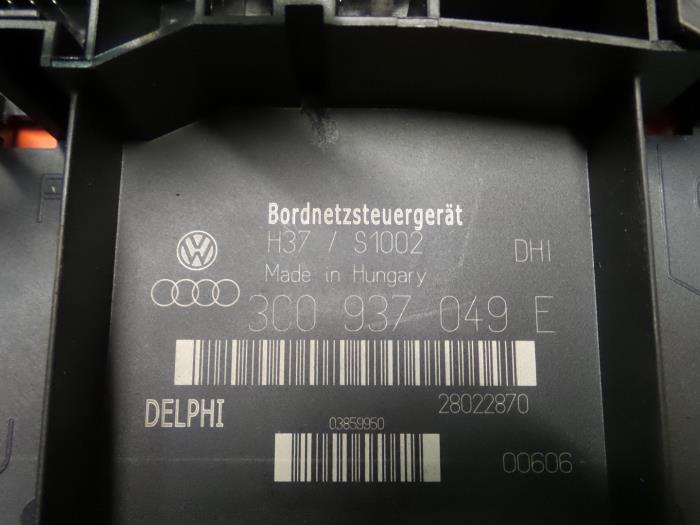 Bordnetzsteuergerät
H37 / S1002
DHI
Made in Hungary
3C0 937 049 E
DELPHI
28022870
03859950
00606